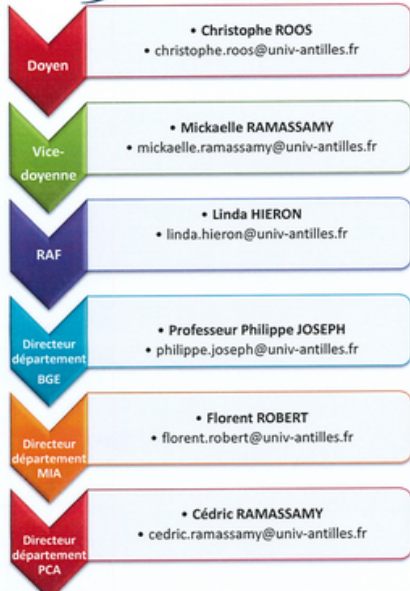 Doyen
• Christophe ROOS
• christophe.roos@univ-antilles.fr
Vice-
doyenne
• Mickaelle RAMASSAMY
• mickaelle.ramassamy@univ-antilles.fr
RAF
• Linda HIERON
• linda.hieron@univ-antilles.fr
Directeur
département
BGE
• Professeur Philippe JOSEPH
• philippe.joseph@univ-antilles.fr
Directeur
département
MIA
• Florent ROBERT
• florent.robert@univ-antilles.fr
Directeur
département
PCA
• Cédric RAMASSAMY
• cedric.ramassamy@univ-antilles.fr